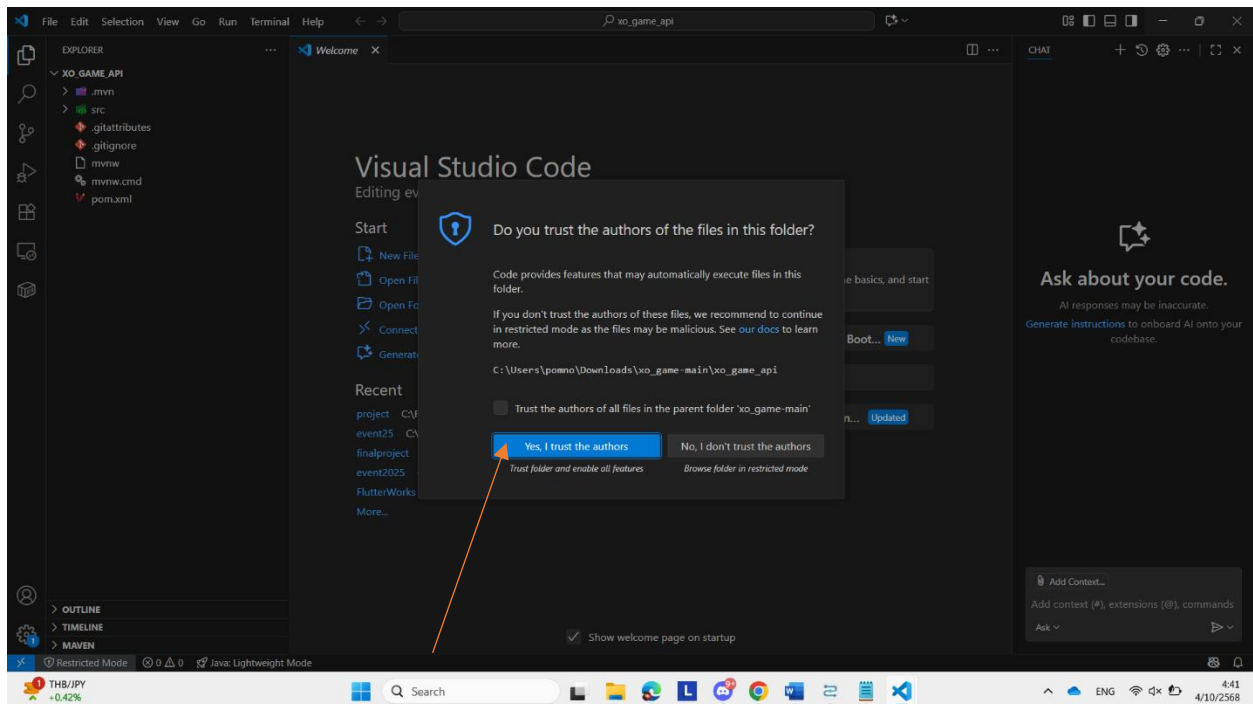 File Edit Selection View Go Run Terminal Help
xo_game_api
EXPLORER
XO_GAME_API
.mvn
src
.gitattributes
.gitignore
mvnw
mvnw.cmd
pom.xml
OUTLINE
TIMELINE
MAVEN
Welcome
Visual Studio Code
Editing ev
Start
New File
Open Fil
Open Fo
Connect
Generat
Recent
project
event25
finalproject
event2025
FlutterWorks
More...
Do you trust the authors of the files in this folder?
Code provides features that may automatically execute files in this
folder.
If you don't trust the authors of these files, we recommend to continue
in restricted mode as the files may be malicious. See our docs to learn
more.
C:\Users\pomno\Downloads\xo_game-main\xo_game_api
Trust the authors of all files in the parent folder 'xo_game-main'
Yes, I trust the authors
No, I don't trust the authors
Trust folder and enable all features
Browse folder in restricted mode
e basics, and start
Boot... New
Updated
Show welcome page on startup
CHAT
Ask about your code.
AI responses may be inaccurate.
Generate instructions to onboard AI onto your
codebase.
Add Context...
Add context (#), extensions (@), commands
Ask
Restricted Mode 0 0 Java: Lightweight Mode
THB/JPY
+0.42%
Search
ENG
4:41
4/10/2568